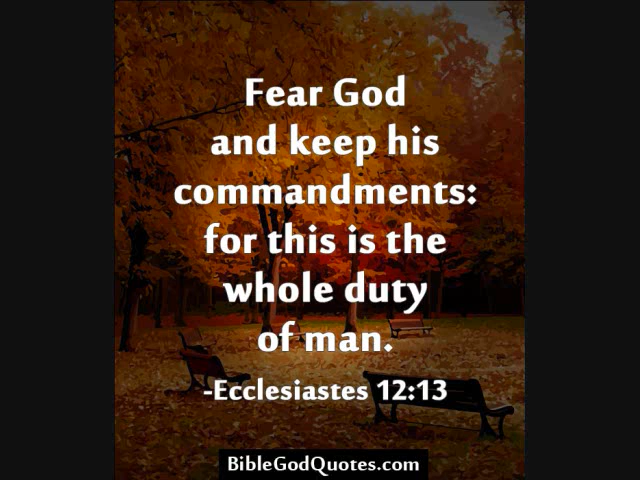 Fear God
and keep his
commandments:
for this is the
whole duty
of man.
-Ecclesiastes 12:13
BibleGodQuotes.com